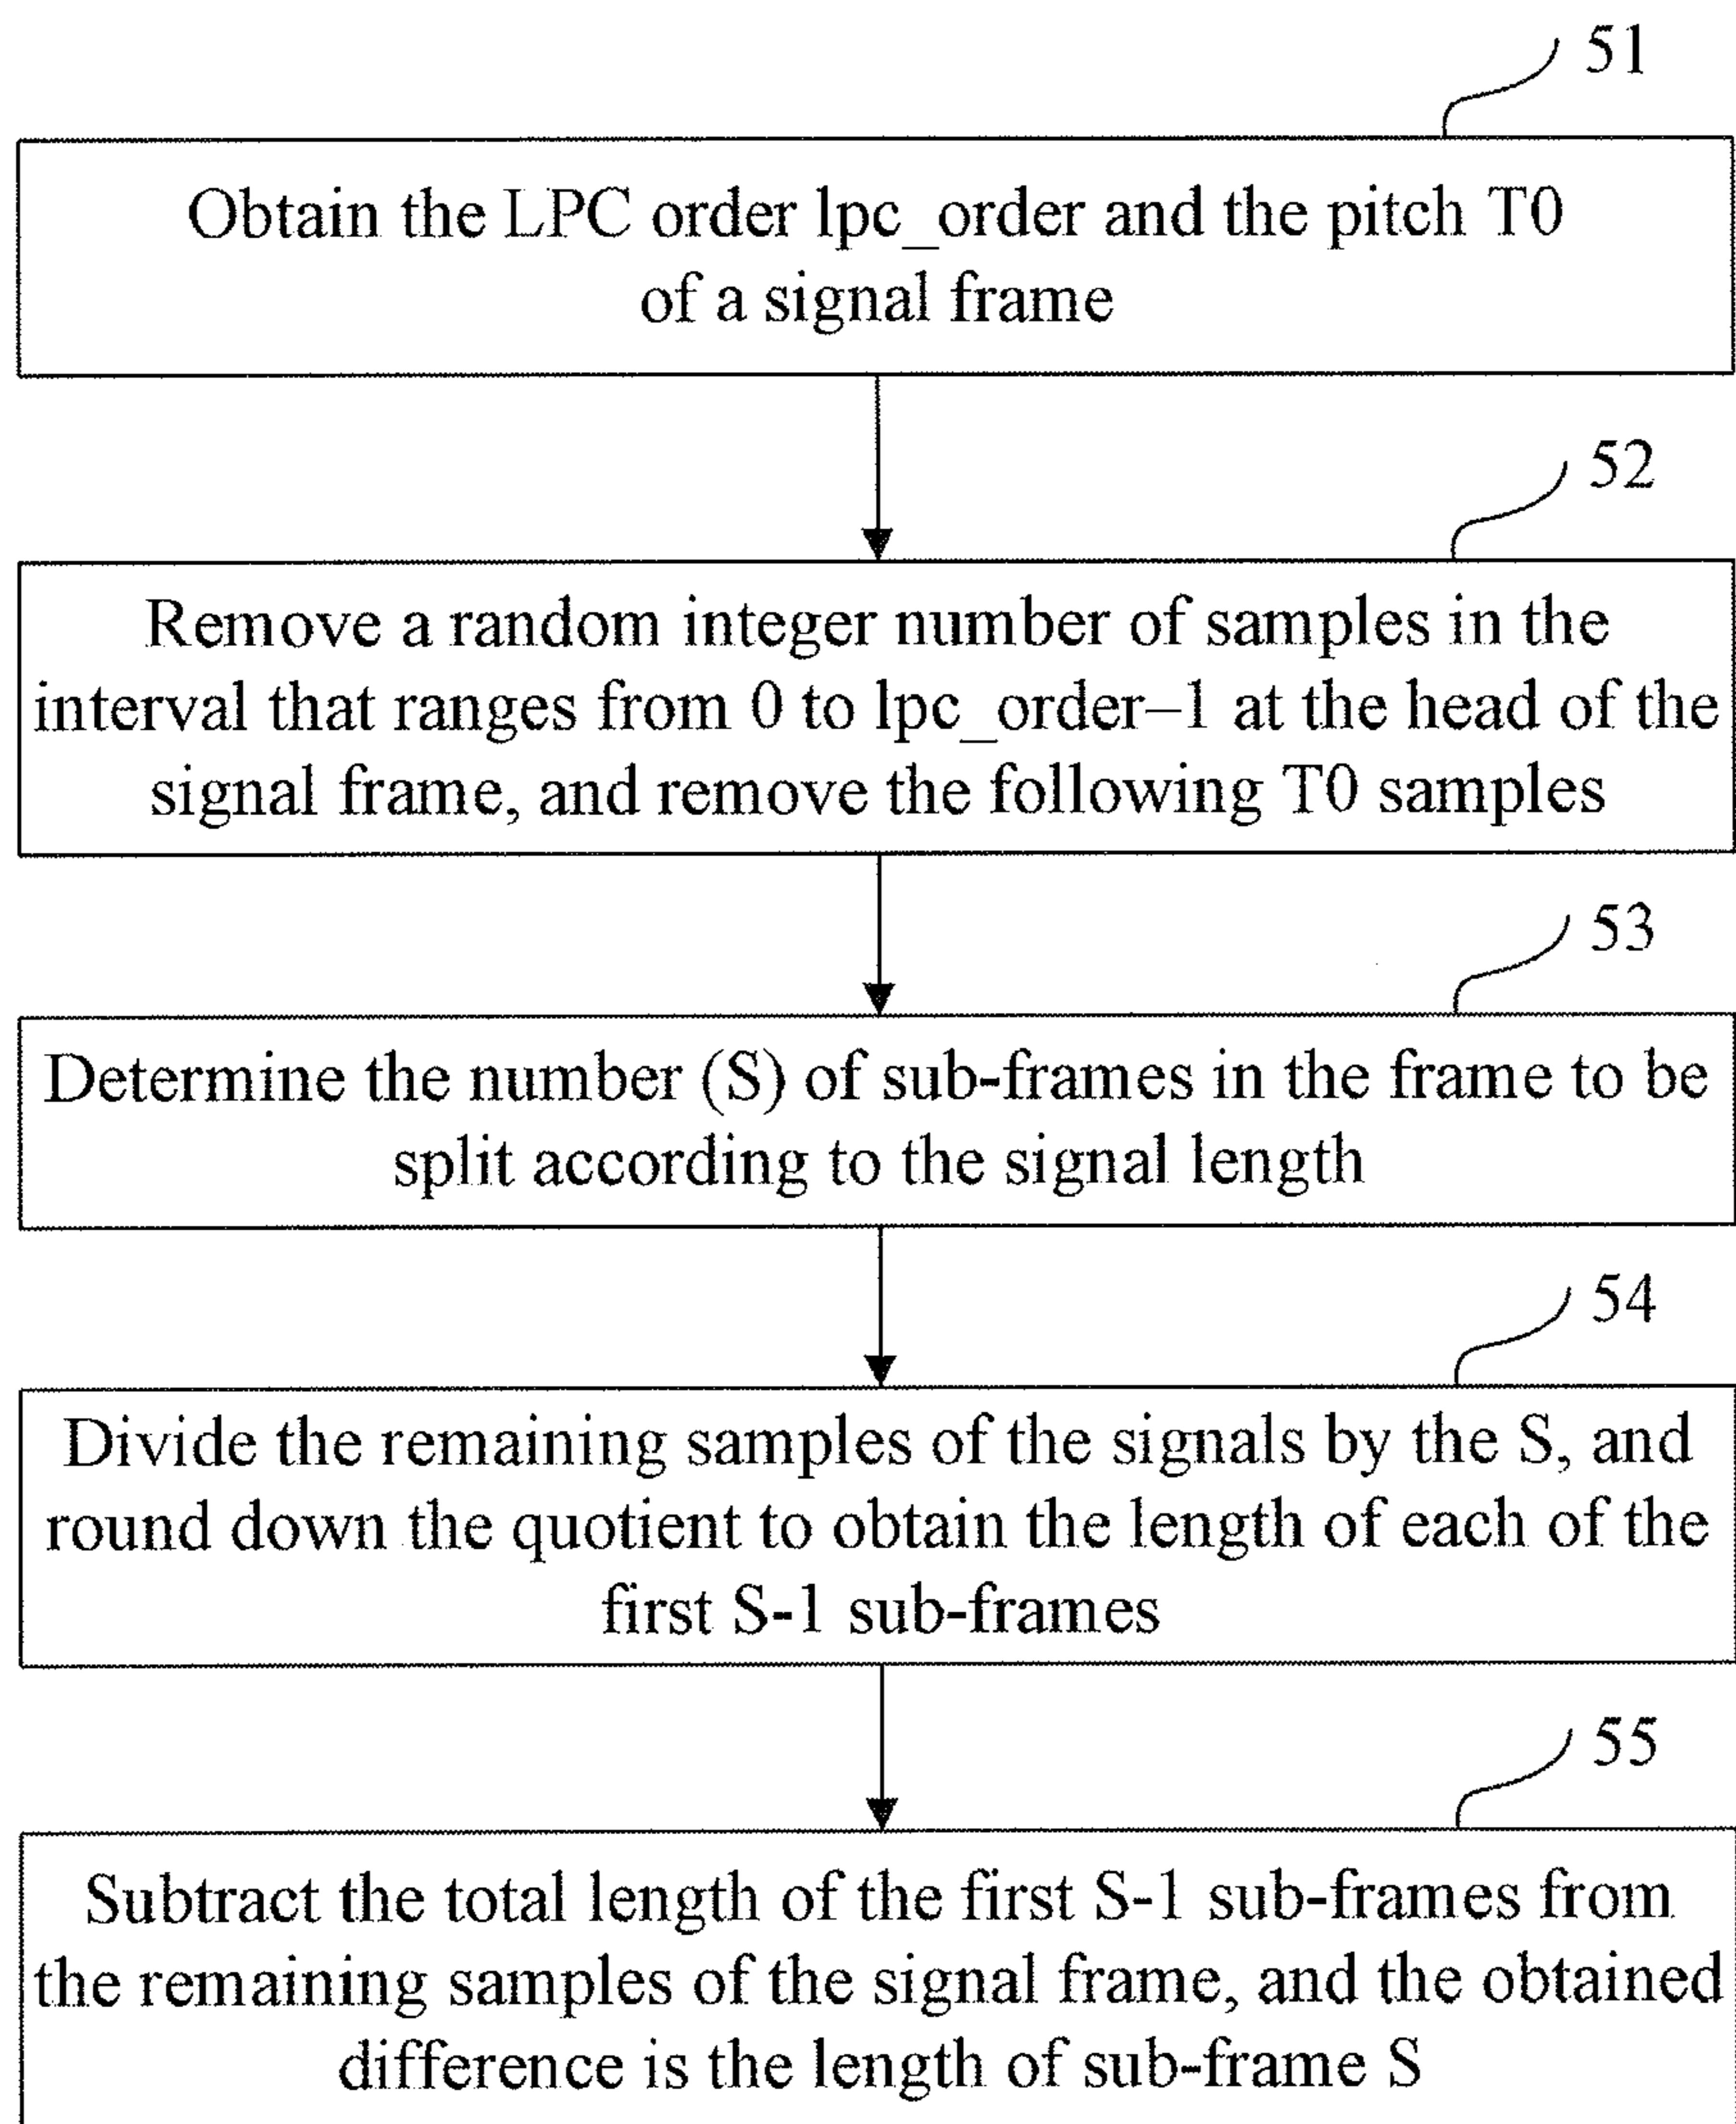 51
Obtain the LPC order lpc_order and the pitch T0
of a signal frame
52
Remove a random integer number of samples in the
interval that ranges from 0 to lpc_order–1 at the head of the
signal frame, and remove the following T0 samples
53
Determine the number (S) of sub-frames in the frame to be
split according to the signal length
54
Divide the remaining samples of the signals by the S, and
round down the quotient to obtain the length of each of the
first S-1 sub-frames
55
Subtract the total length of the first S-1 sub-frames from
the remaining samples of the signal frame, and the obtained
difference is the length of sub-frame S